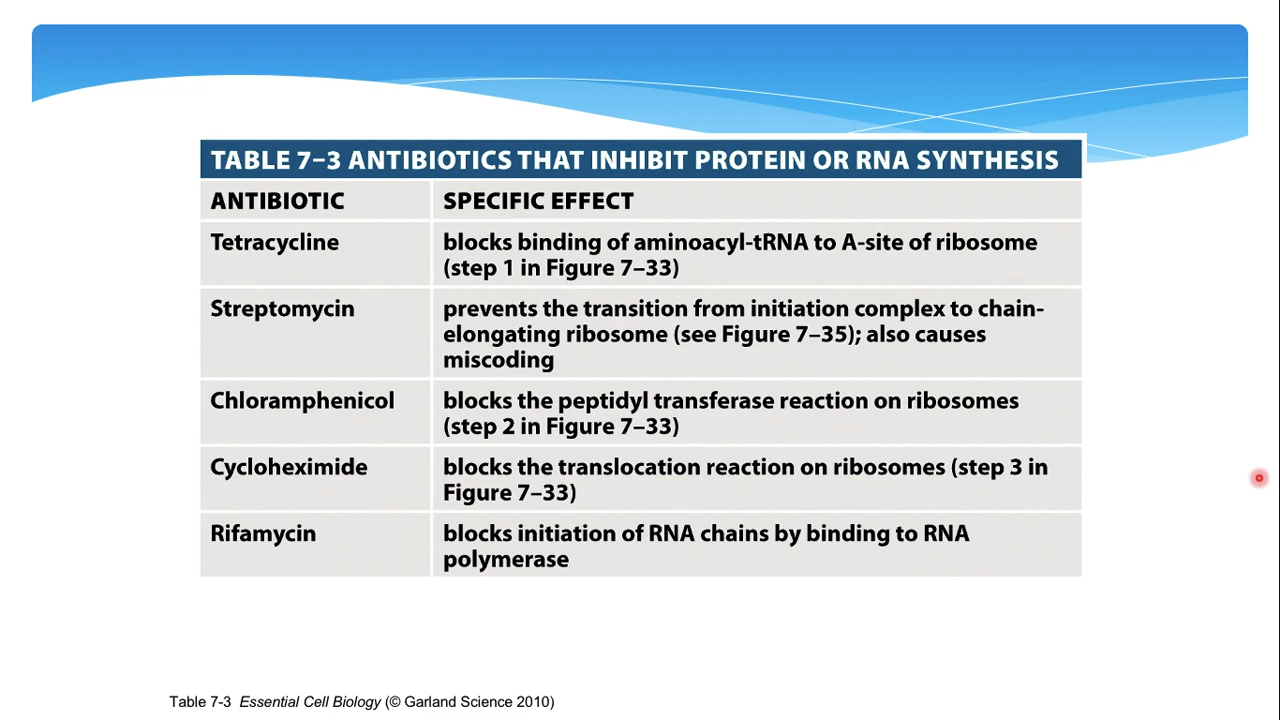 TABLE 7–3 ANTIBIOTICS THAT INHIBIT PROTEIN OR RNA SYNTHESIS
ANTIBIOTIC SPECIFIC EFFECT
Tetracycline blocks binding of aminoacyl-tRNA to A-site of ribosome
(step 1 in Figure 7–33)
Streptomycin prevents the transition from initiation complex to chain-
elongating ribosome (see Figure 7–35); also causes
miscoding
Chloramphenicol blocks the peptidyl transferase reaction on ribosomes
(step 2 in Figure 7–33)
Cycloheximide blocks the translocation reaction on ribosomes (step 3 in
Figure 7–33)
Rifamycin blocks initiation of RNA chains by binding to RNA
polymerase
Table 7-3 Essential Cell Biology (© Garland Science 2010)